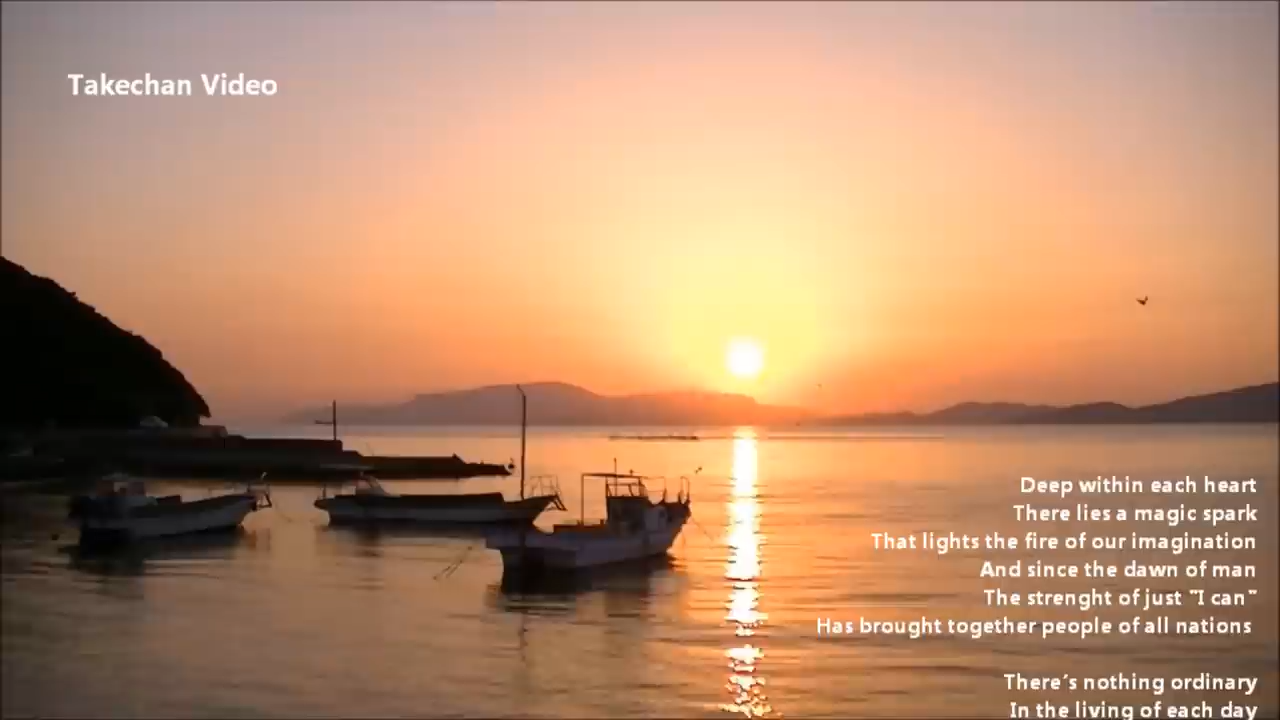 Takechan Video
Deep within each heart
There lies a magic spark
That lights the fire of our imagination
And since the dawn of man
The strenght of just "I can"
Has brought together people of all nations
There's nothing ordinary
In the living of each day